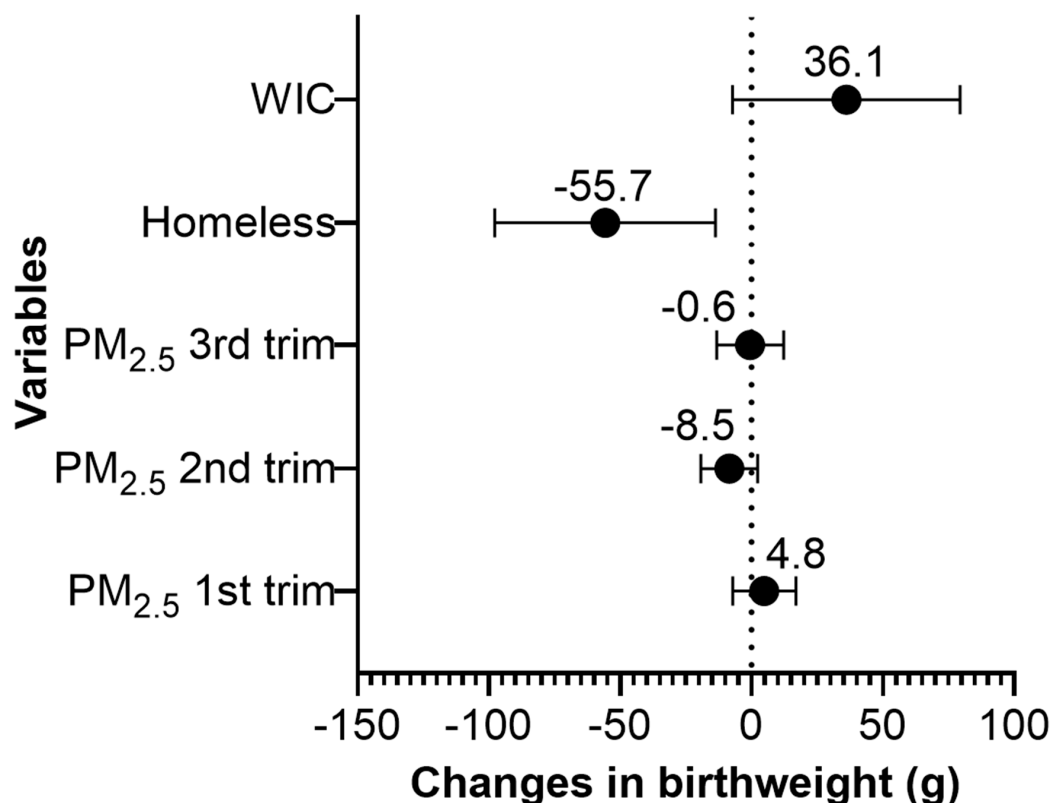 36.1
WIC
-55.7
Homeless
-0.6
PM2.5 3rd trim
-8.5
PM2.5 2nd trim
4.8
PM2.5 1st trim
Variables
-150 -100 -50 0 50 100
Changes in birthweight (g)